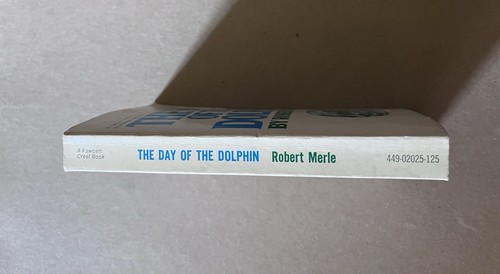 A Fawcett
Crest Book
THE DAY OF THE DOLPHIN Robert Merle 449-02025-125